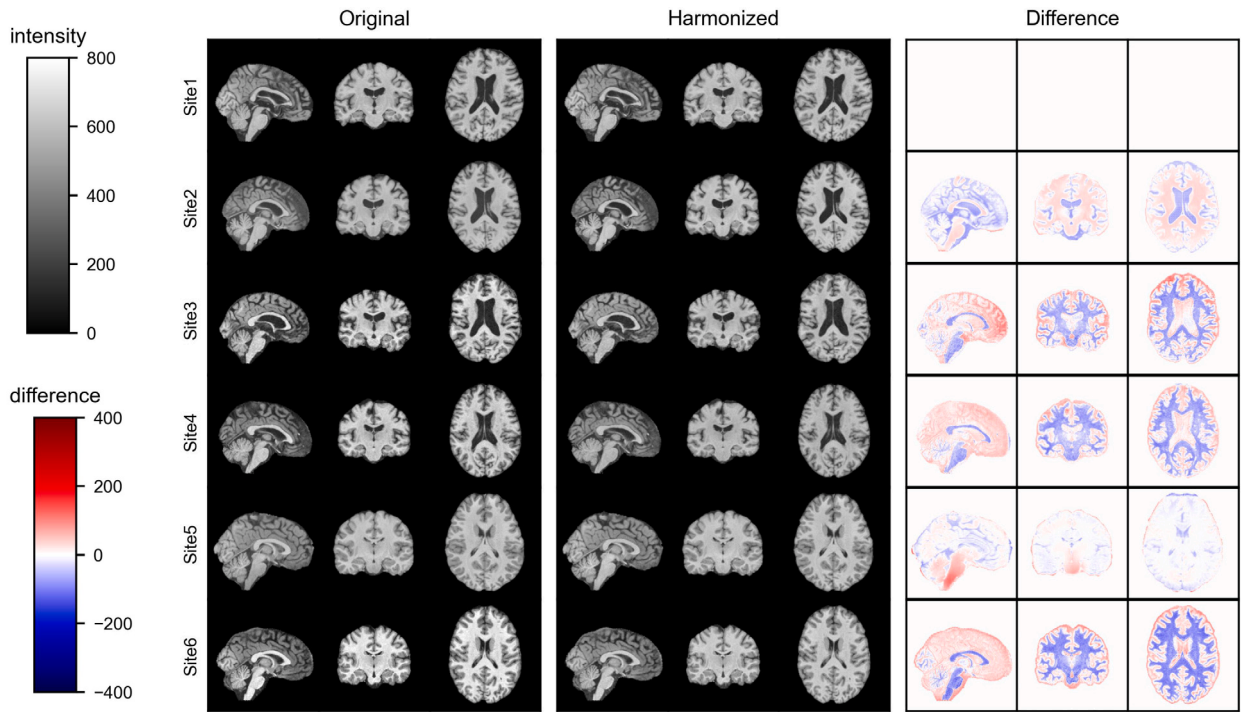 Original
Harmonized
Difference
intensity
800
600
400
200
0
difference
400
200
0
−200
−400
Site1
Site2
Site3
Site4
Site5
Site6